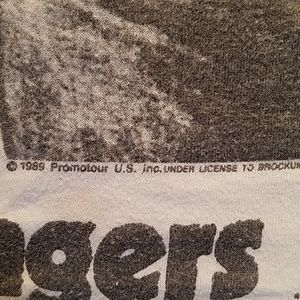 © 1989 Promotour U.S. Inc. UNDER LICENSE TO BROCKUM
agers